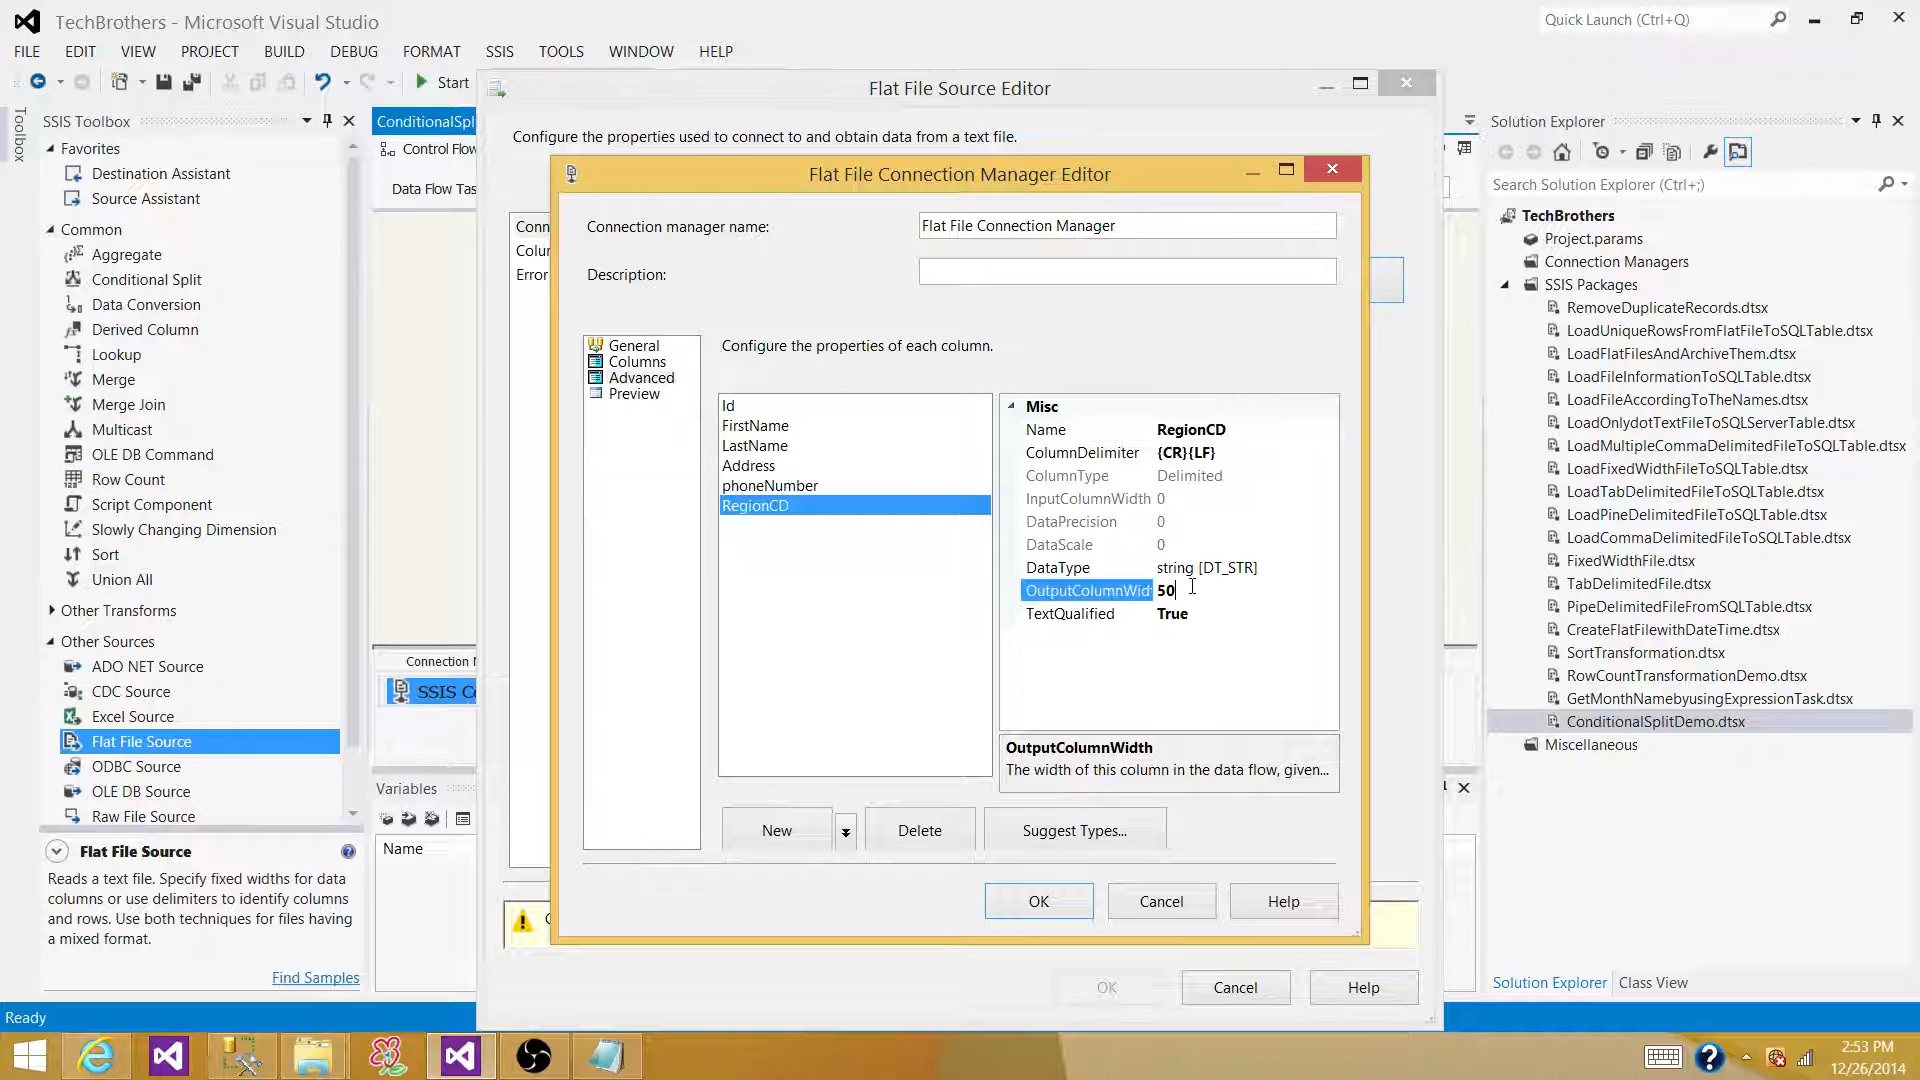 TechBrothers - Microsoft Visual Studio
Quick Launch (Ctrl+Q)
FILE EDIT VIEW PROJECT BUILD DEBUG FORMAT SSIS TOOLS WINDOW HELP
Start
Toolbox
SSIS Toolbox
Favorites
Destination Assistant
Source Assistant
Common
Aggregate
Conditional Split
Data Conversion
Derived Column
Lookup
Merge
Merge Join
Multicast
OLE DB Command
Row Count
Script Component
Slowly Changing Dimension
Sort
Union All
Other Transforms
Other Sources
ADO NET Source
CDC Source
Excel Source
Flat File Source
ODBC Source
OLE DB Source
Raw File Source
Flat File Source
Reads a text file. Specify fixed widths for data
columns or use delimiters to identify columns
and rows. Use both techniques for files having
a mixed format.
Find Samples
ConditionalSpl
Control Flow
Data Flow Tas
Connection M
SSIS Co
Variables
Name
Flat File Source Editor
Configure the properties used to connect to and obtain data from a text file.
Conn
Colur
Error
Flat File Connection Manager Editor
Connection manager name:
Flat File Connection Manager
Description:
General
Columns
Advanced
Preview
Configure the properties of each column.
Id
FirstName
LastName
Address
phoneNumber
RegionCD
Misc
Name RegionCD
ColumnDelimiter {CR}{LF}
ColumnType Delimited
InputColumnWidth 0
DataPrecision 0
DataScale 0
DataType string [DT_STR]
OutputColumnWid 50
TextQualified True
OutputColumnWidth
The width of this column in the data flow, given...
New
Delete
Suggest Types...
OK
Cancel
Help
OK
Cancel
Help
Solution Explorer
Search Solution Explorer (Ctrl+;)
TechBrothers
Project.params
Connection Managers
SSIS Packages
RemoveDuplicateRecords.dtsx
LoadUniqueRowsFromFlatFileToSQLTable.dtsx
LoadFlatFilesAndArchiveThem.dtsx
LoadFileInformationToSQLTable.dtsx
LoadFileAccordingToTheNames.dtsx
LoadOnlydotTextFileToSQLServerTable.dtsx
LoadMultipleCommaDelimitedFileToSQLTable.dtsx
LoadFixedWidthFileToSQLTable.dtsx
LoadTabDelimitedFileToSQLTable.dtsx
LoadPineDelimitedFileToSQLTable.dtsx
LoadCommaDelimitedFileToSQLTable.dtsx
FixedWidthFile.dtsx
TabDelimitedFile.dtsx
PipeDelimitedFileFromSQLTable.dtsx
CreateFlatFilewithDateTime.dtsx
SortTransformation.dtsx
RowCountTransformationDemo.dtsx
GetMonthNamebyusingExpressionTask.dtsx
ConditionalSplitDemo.dtsx
Miscellaneous
Solution Explorer
Class View
Ready
2:53 PM
12/26/2014